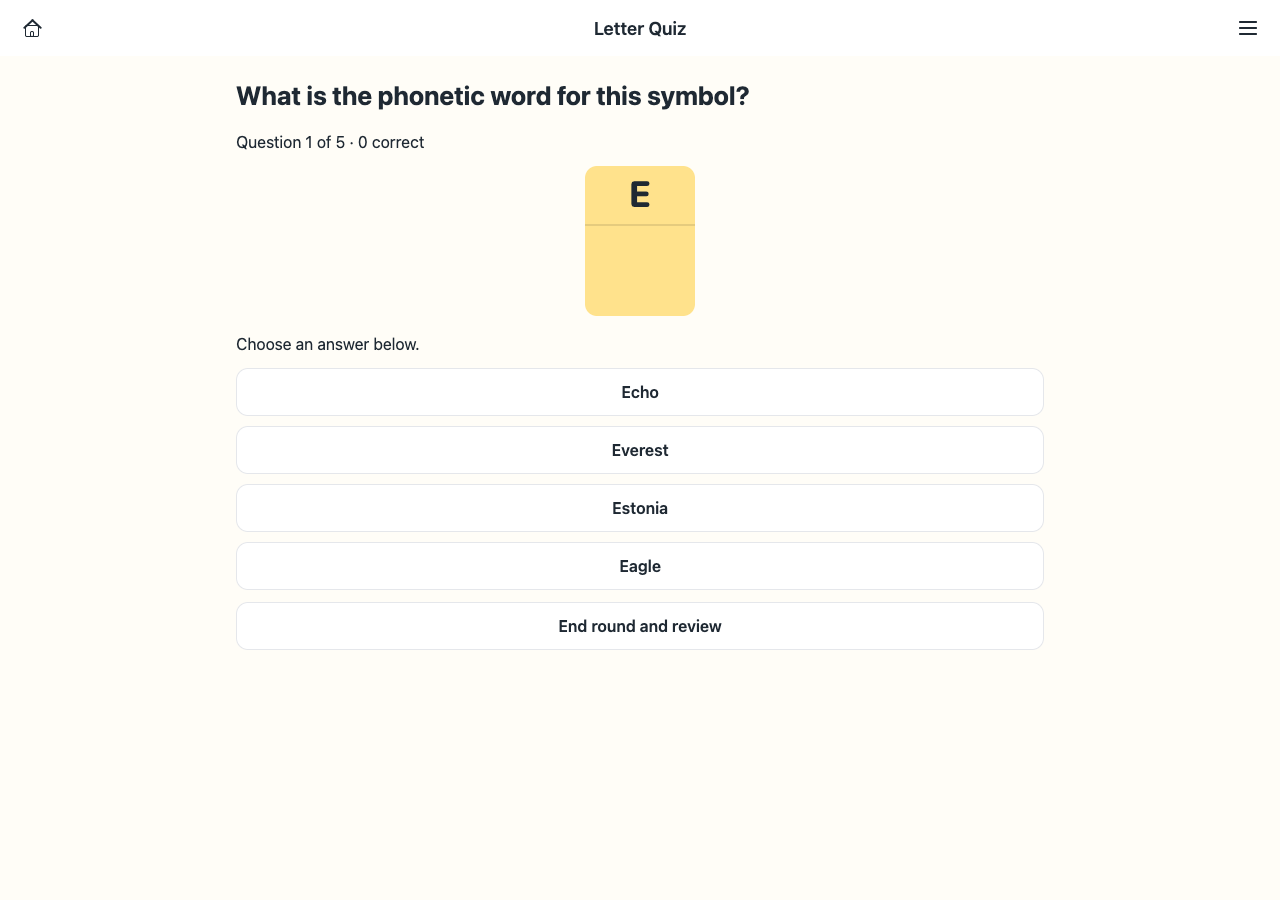 Letter Quiz
What is the phonetic word for this symbol?
Question 1 of 5 · 0 correct
E
Choose an answer below.
Echo
Everest
Estonia
Eagle
End round and review